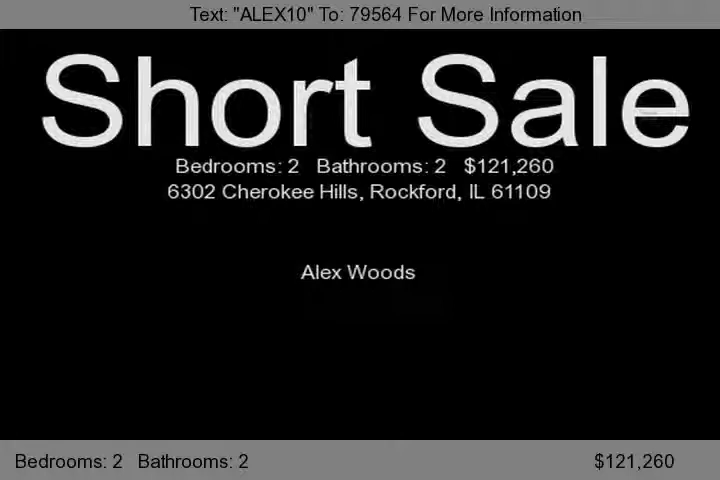 Text: "ALEX10" To: 79564 For More Information
Short Sale
Bedrooms: 2 Bathrooms: 2 $121,260
6302 Cherokee Hills, Rockford, IL 61109
Alex Woods
Bedrooms: 2 Bathrooms: 2 $121,260